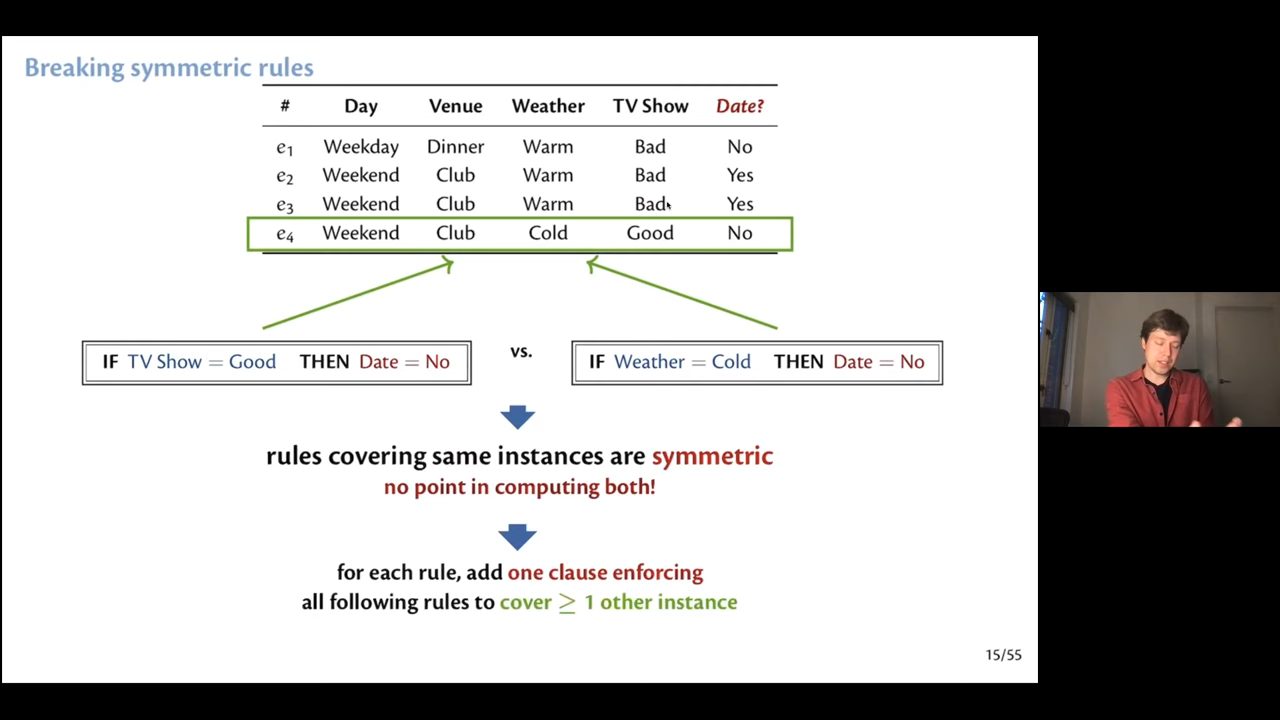 Breaking symmetric rules
# Day Venue Weather TV Show Date?
e1 Weekday Dinner Warm Bad No
e2 Weekend Club Warm Bad Yes
e3 Weekend Club Warm Bad Yes
e4 Weekend Club Cold Good No
IF TV Show = Good THEN Date = No vs. IF Weather = Cold THEN Date = No
rules covering same instances are symmetric
no point in computing both!
for each rule, add one clause enforcing
all following rules to cover ≥ 1 other instance
15/55